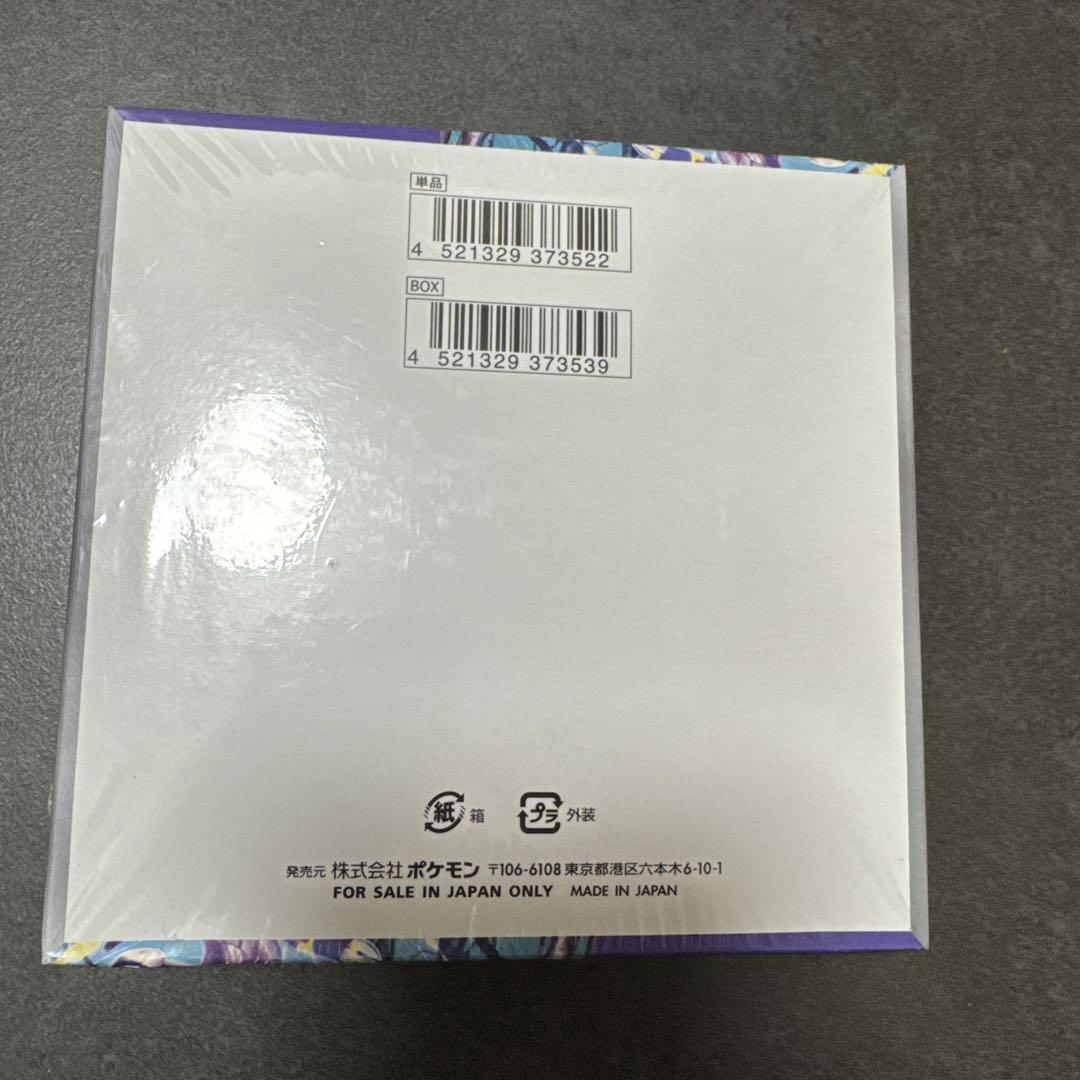 単品
4 521329 373522
BOX
4 521329 373539
紙 箱 プラ 外装
発売元 株式会社 ポケモン 〒106-6108 東京都港区六本木6-10-1
FOR SALE IN JAPAN ONLY MADE IN JAPAN